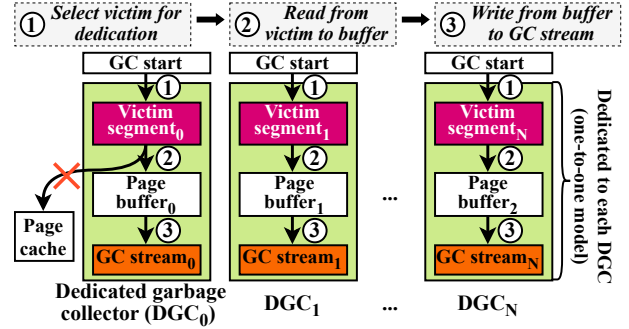 ① Select victim for
dedication
② Read from
victim to buffer
③ Write from buffer
to GC stream
GC start
GC start
GC start
①
①
①
Victim
segment₀
Victim
segment₁
Victim
segment_N
②
②
②
Page
cache
Page
buffer₀
Page
buffer₁
...
Page
buffer₂
③
③
③
GC stream₀
GC stream₁
GC stream_N
Dedicated garbage
collector (DGC₀)
DGC₁
...
DGC_N
Dedicated to each DGC
(one-to-one model)